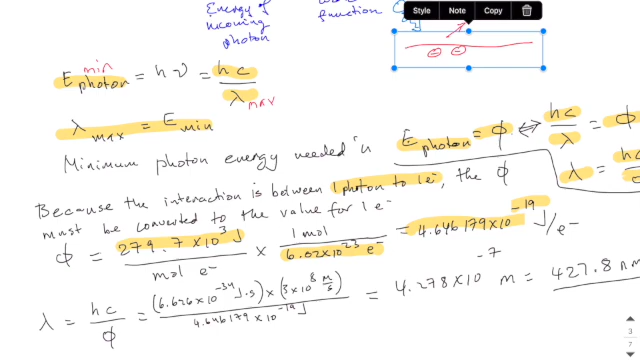 Energy of
incoming
photon
function
Style Note Copy
E photon min = hν = hc / λ max
λ max = E min
Minimum photon energy needed is
E photon = ϕ ⟷ hc / λ = ϕ
λ = hc
Because the interaction is between 1 photon to 1 e⁻, the ϕ
must be converted to the value for 1 e⁻
ϕ = 279.7 × 10³ J / mol e⁻ × 1 mol / 6.02 × 10²³ e⁻ = 4.646179 × 10⁻¹⁹ J/e⁻
λ = hc / ϕ = (6.626 × 10⁻³⁴ J·s) × (3 × 10⁸ m/s) / 4.646179 × 10⁻¹⁹ J = 4.278 × 10⁻⁷ m = 427.8 nm
3
7